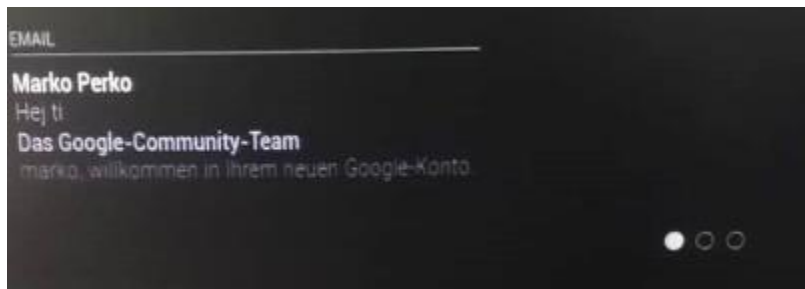 EMAIL
Marko Perko
Hej ti
Das Google-Community-Team
marko, willkommen in Ihrem neuen Google-Konto